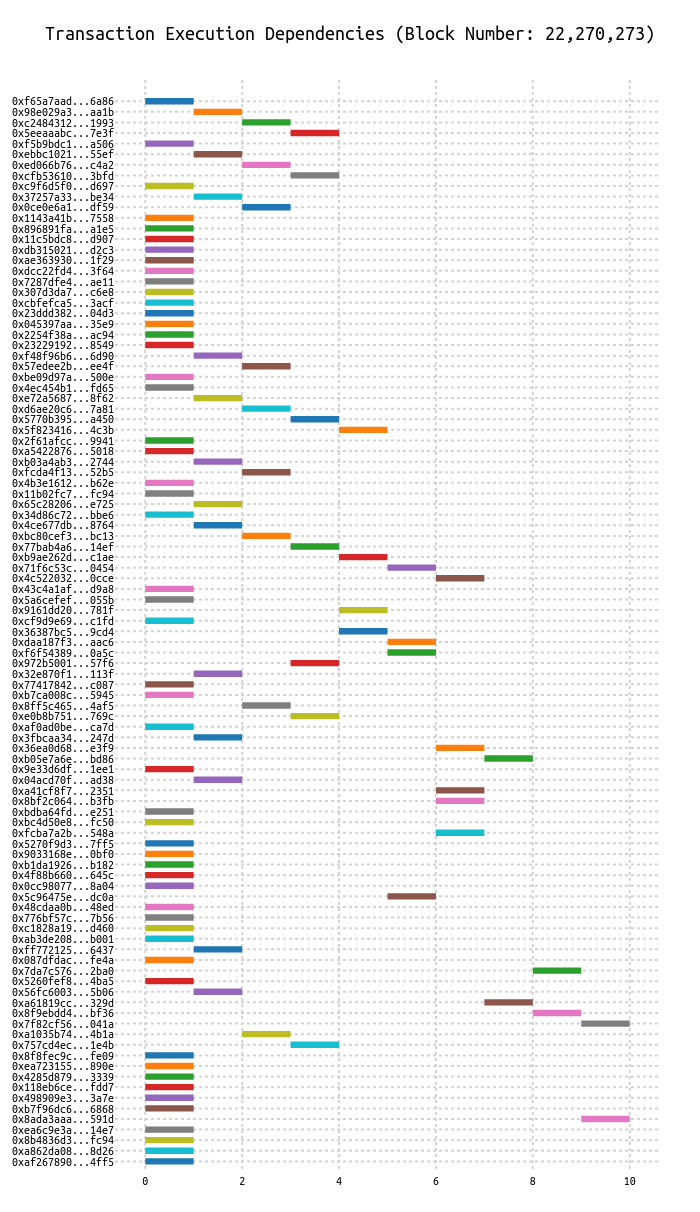 Transaction Execution Dependencies (Block Number: 22,270,273)
0xf65a7aad...6a86
0x98e029a3...aa1b
0xc2484312...1993
0x5eeaaabc...7e3f
0xf5b9bdc1...a506
0xebbc1021...55ef
0xed066b76...c4a2
0xcfb53610...3bfd
0xc9f6d5f0...d697
0x37257a33...be34
0x0ce0e6a1...df59
0x1143a41b...7558
0x896891fa...a1e5
0x11c5bdc8...d907
0xdb315021...d2c3
0xae363930...1f29
0xdcc22fd4...3f64
0x7287dfe4...ae11
0x307d3da7...c6e8
0xcbfefca5...3acf
0x23ddd382...04d3
0x045397aa...35e9
0x2254f38a...ac94
0x23229192...8549
0xf48f96b6...6d90
0x57edee2b...ee4f
0xbe09d97a...500e
0x4ec454b1...fd65
0xe72a5687...8f62
0xd6ae20c6...7a81
0x5770b395...a450
0x5f823416...4c3b
0x2f61afcc...9941
0xa5422876...5018
0xb03a4ab3...2744
0xfcda4f13...52b5
0x4b3e1612...b62e
0x11b02fc7...fc94
0x65c28206...e725
0x34d86c72...bbe6
0x4ce677db...8764
0xbc80cef3...bc13
0x77bab4a6...14ef
0xb9ae262d...c1ae
0x71f6c53c...0454
0x4c522032...0cce
0x43c4a1af...d9a8
0x5a6cefef...055b
0x9161dd20...781f
0xcf9d9e69...c1fd
0x36387bc5...9cd4
0xdaa187f3...aac6
0xf6f54389...0a5c
0x972b5001...57f6
0x32e870f1...113f
0x77417842...c087
0xb7ca008c...5945
0x8ff5c465...4af5
0xe0b8b751...769c
0xaf0ad0be...ca7d
0x3fbcaa34...247d
0x36ea0d68...e3f9
0xb05e7a6e...bd86
0x9e33d6df...1ee1
0x04acd70f...ad38
0xa41cf8f7...2351
0x8bf2c064...b3fb
0xbdba64fd...e251
0xbc4d50e8...fc50
0xfcba7a2b...548a
0x5270f9d3...7ff5
0x9033168e...0bf0
0xb1da1926...b182
0x4f88b660...645c
0x0cc98077...8a04
0x5c96475e...dc0a
0x48cdaa0b...48ed
0x776bf57c...7b56
0xc1828a19...d460
0xab3de208...b001
0xff772125...6437
0x087dfdac...fe4a
0x7da7c576...2ba0
0x5260fef8...4ac5
0x56fc6003...5b06
0xa61819cc...329d
0x8f9ebdd4...bf36
0x7f82cf56...041a
0xa1035b74...4b1a
0x757cd4ec...1e4b
0x8f8fec9c...fe09
0xea723155...890e
0x4285d879...3339
0x118eb6ce...fdd7
0x498909e3...3a7e
0xb7f96dc6...6868
0x8ada3aaa...591d
0xea6c9e3a...14e7
0x8b4836d3...fc94
0xa862da08...8d26
0xaf267890...4ff5
0 2 4 6 8 10